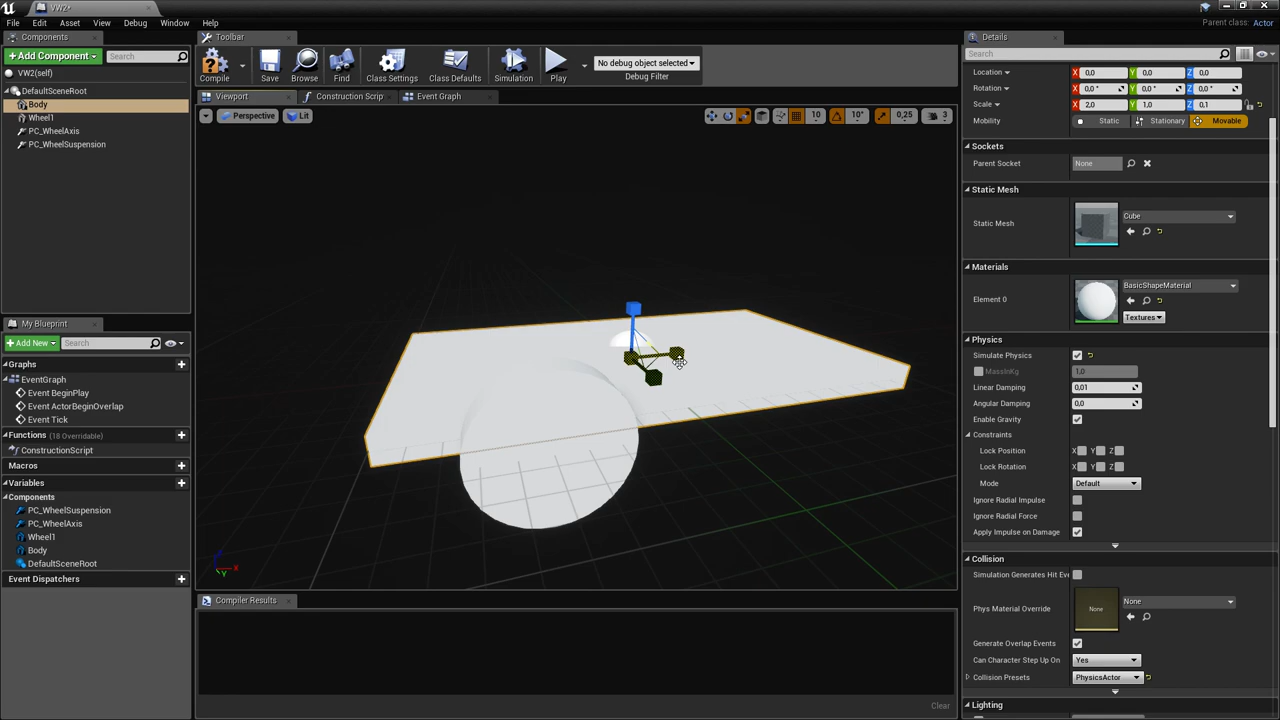 VW2*
File Edit Asset View Debug Window Help
Parent class: Actor
Components
Add Component
Search
VW2(self)
DefaultSceneRoot
Body
Wheel1
PC_WheelAxis
PC_WheelSuspension
My Blueprint
Add New
Search
Graphs
EventGraph
Event BeginPlay
Event ActorBeginOverlap
Event Tick
Functions (18 Overridable)
ConstructionScript
Macros
Variables
Components
PC_WheelSuspension
PC_WheelAxis
Wheel1
Body
DefaultSceneRoot
Event Dispatchers
Toolbar
Compile
Save
Browse
Find
Class Settings
Class Defaults
Simulation
Play
No debug object selected
Debug Filter
Viewport
Construction Scrip
Event Graph
Perspective
Lit
10
10°
0,25
3
X
Y
Compiler Results
Clear
Details
Search
Location X 0,0 Y 0,0 Z 0,0
Rotation X 0,0 ° Y 0,0 ° Z 0,0 °
Scale X 2,0 Y 1,0 Z 0,1
Mobility Static Stationary Movable
Sockets
Parent Socket None
Static Mesh
Static Mesh Cube
Materials
Element 0 BasicShapeMaterial
Textures
Physics
Simulate Physics
MassInKg 1,0
Linear Damping 0,01
Angular Damping 0,0
Enable Gravity
Constraints
Lock Position X Y Z
Lock Rotation X Y Z
Mode Default
Ignore Radial Impulse
Ignore Radial Force
Apply Impulse on Damage
Collision
Simulation Generates Hit Eve
Phys Material Override None None
Generate Overlap Events
Can Character Step Up On Yes
Collision Presets PhysicsActor
Lighting